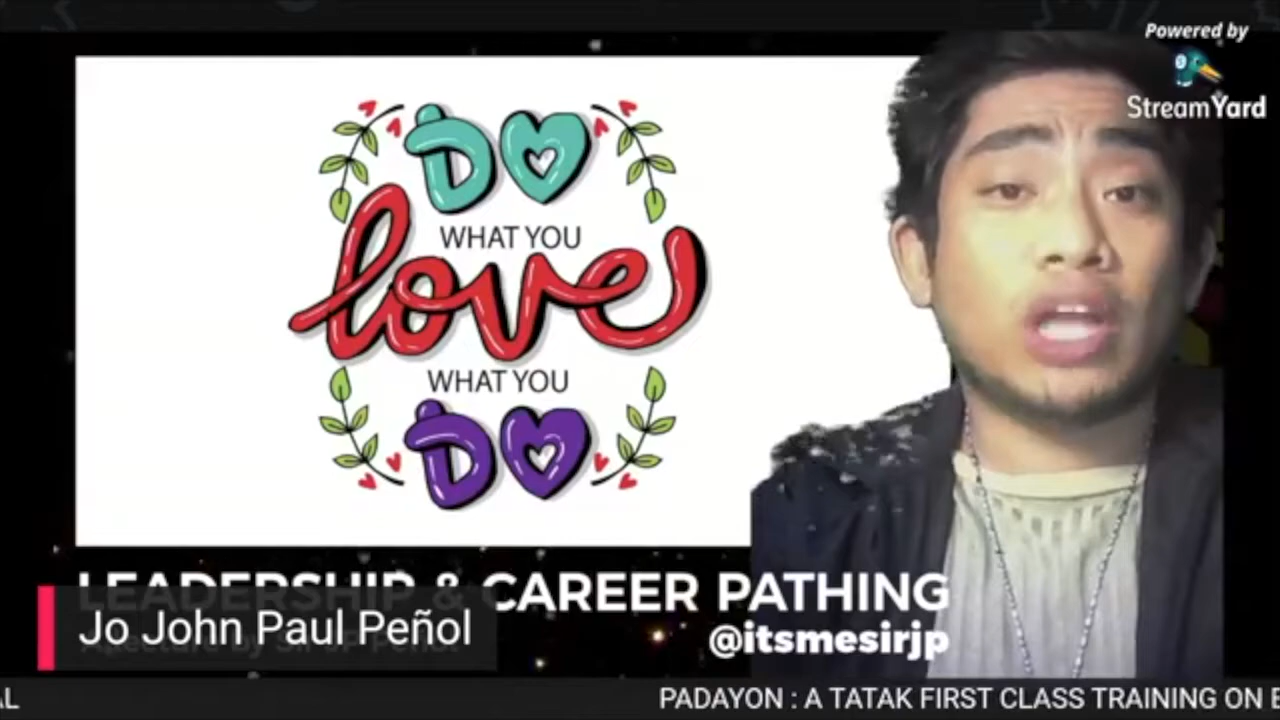 Powered by
StreamYard
DO
WHAT YOU
love
WHAT YOU
DO
LEADERSHIP & CAREER PATHING
Jo John Paul Peñol
@itsmesirjp
AL
PADAYON : A TATAK FIRST CLASS TRAINING ON E